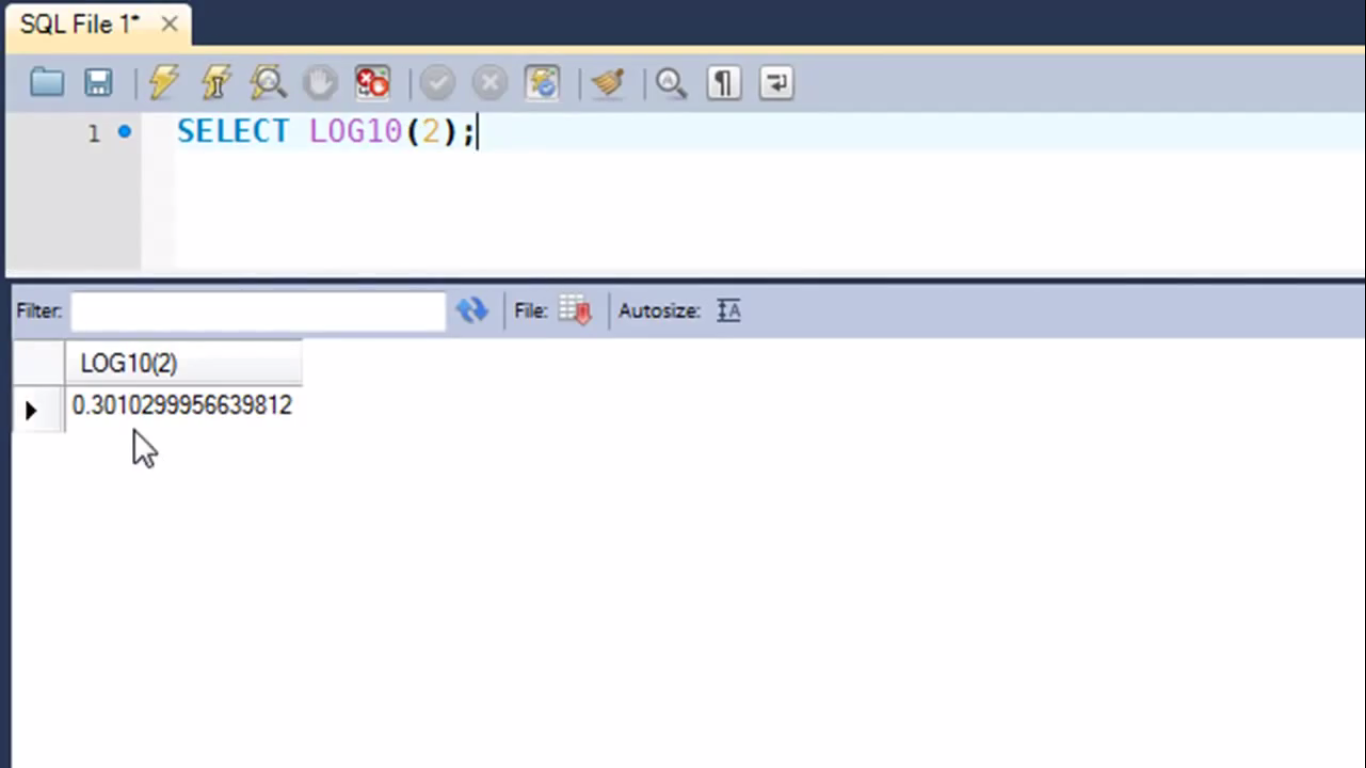 SQL File 1*
1 SELECT LOG10(2);
Filter: File: Autosize:
LOG10(2)
0.3010299956639812